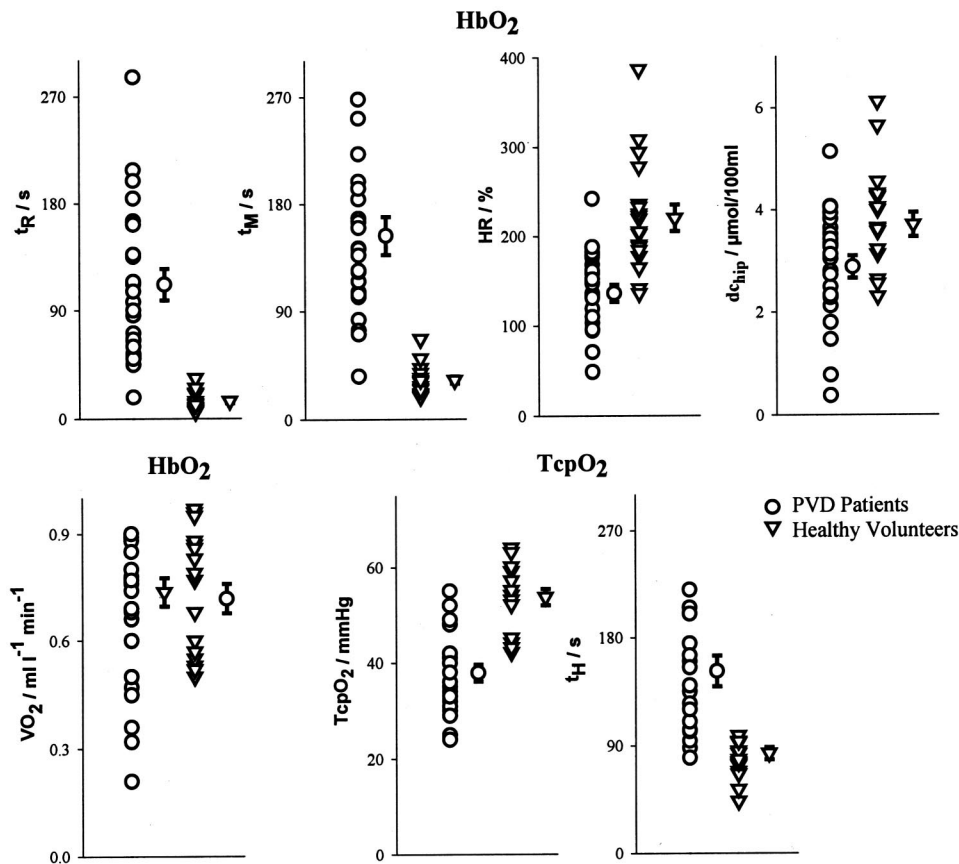 HbO2
tR / s
270
180
90
0
tM / s
270
180
90
0
HR / %
400
300
200
100
0
dchip / µmol/100ml
6
4
2
0
HbO2
TcpO2
VO2 / ml l-1 min-1
0.9
0.6
0.3
0.0
TcpO2 / mmHg
60
40
20
0
tH / s
270
180
90
0
PVD Patients
Healthy Volunteers